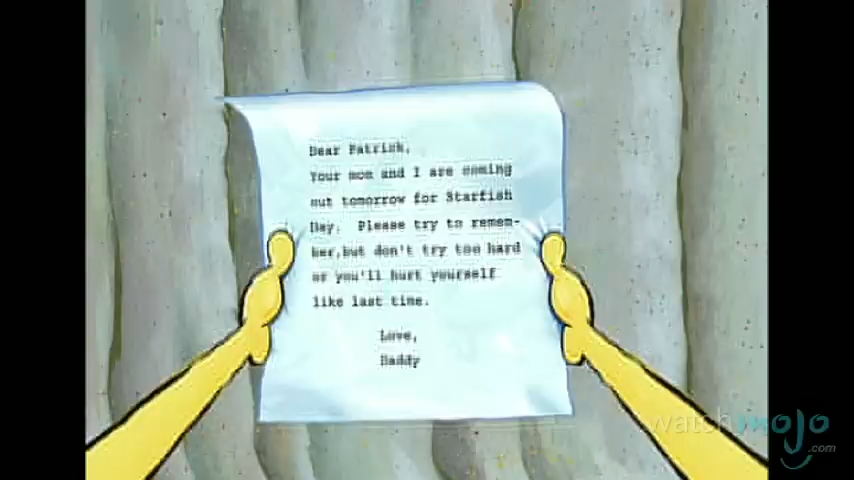 Dear Patrick,
Your mom and I are coming
out tomorrow for Starfish
Day. Please try to remem-
ber,but don't try too hard
or you'll hurt yourself
like last time.
Love,
Daddy
watchmojo
.com